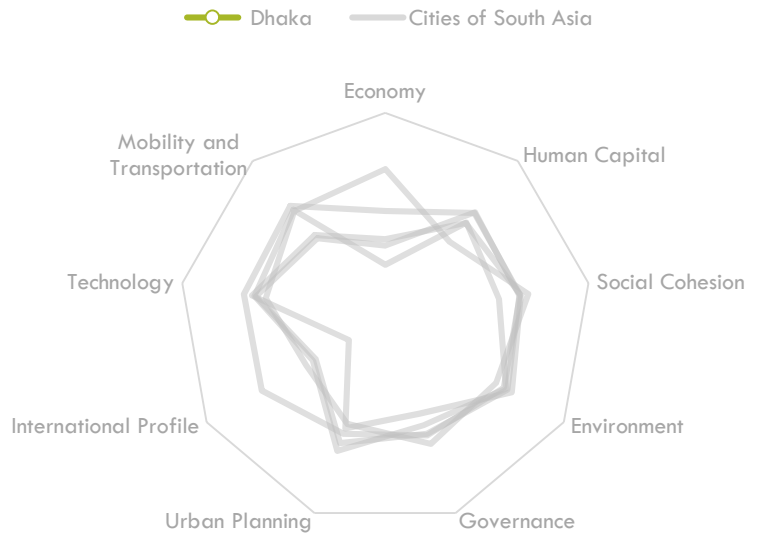 Dhaka
Cities of South Asia
Economy
Mobility and
Transportation
Human Capital
Technology
Social Cohesion
International Profile
Environment
Urban Planning
Governance